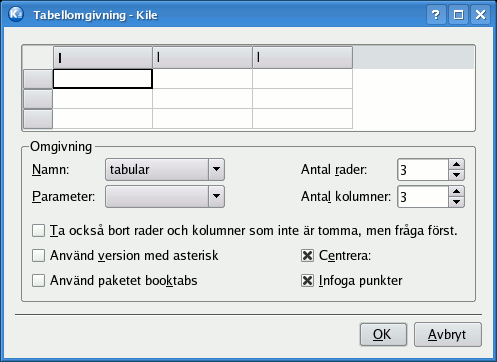 Tabellomgivning - Kile
l l l
Omgivning
Namn: tabular Antal rader: 3
Parameter: Antal kolumner: 3
Ta också bort rader och kolumner som inte är tomma, men fråga först.
Använd version med asterisk Centrera:
Använd paketet booktabs Infoga punkter
OK Avbryt